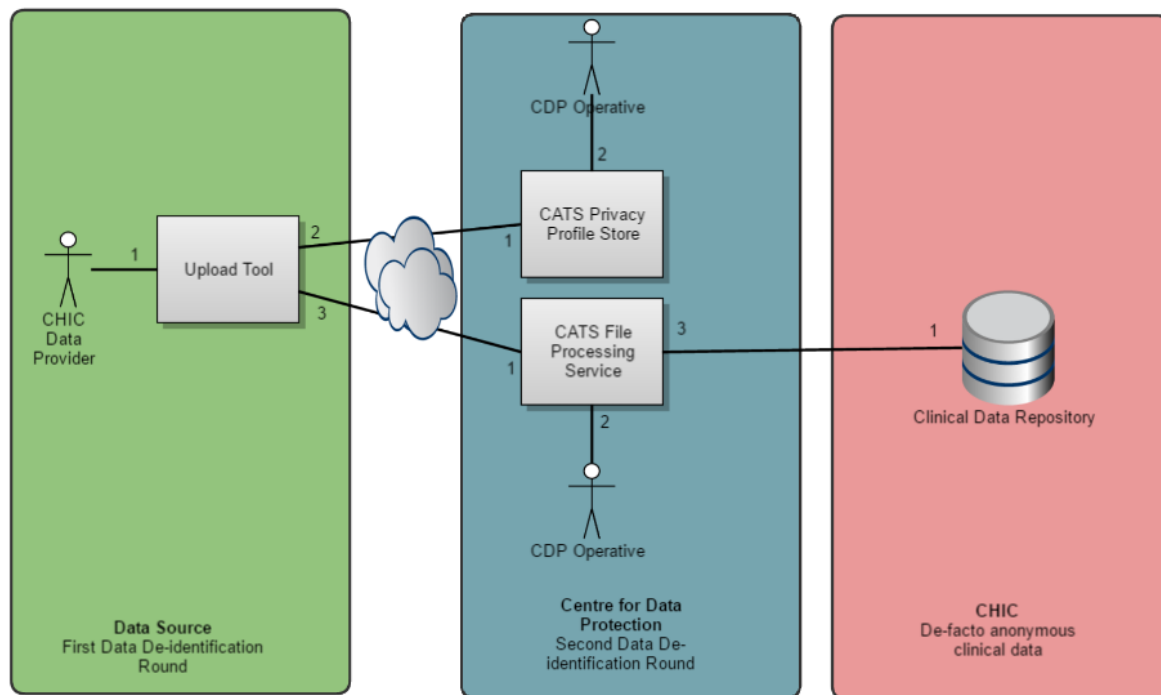 CHIC
Data
Provider
1
Upload Tool
2
3
Data Source
First Data De-identification
Round
CDP Operative
2
CATS Privacy
Profile Store
1
CATS File
Processing
Service
1
3
2
CDP Operative
Centre for Data
Protection
Second Data De-
identification Round
1
Clinical Data Repository
CHIC
De-facto anonymous
clinical data